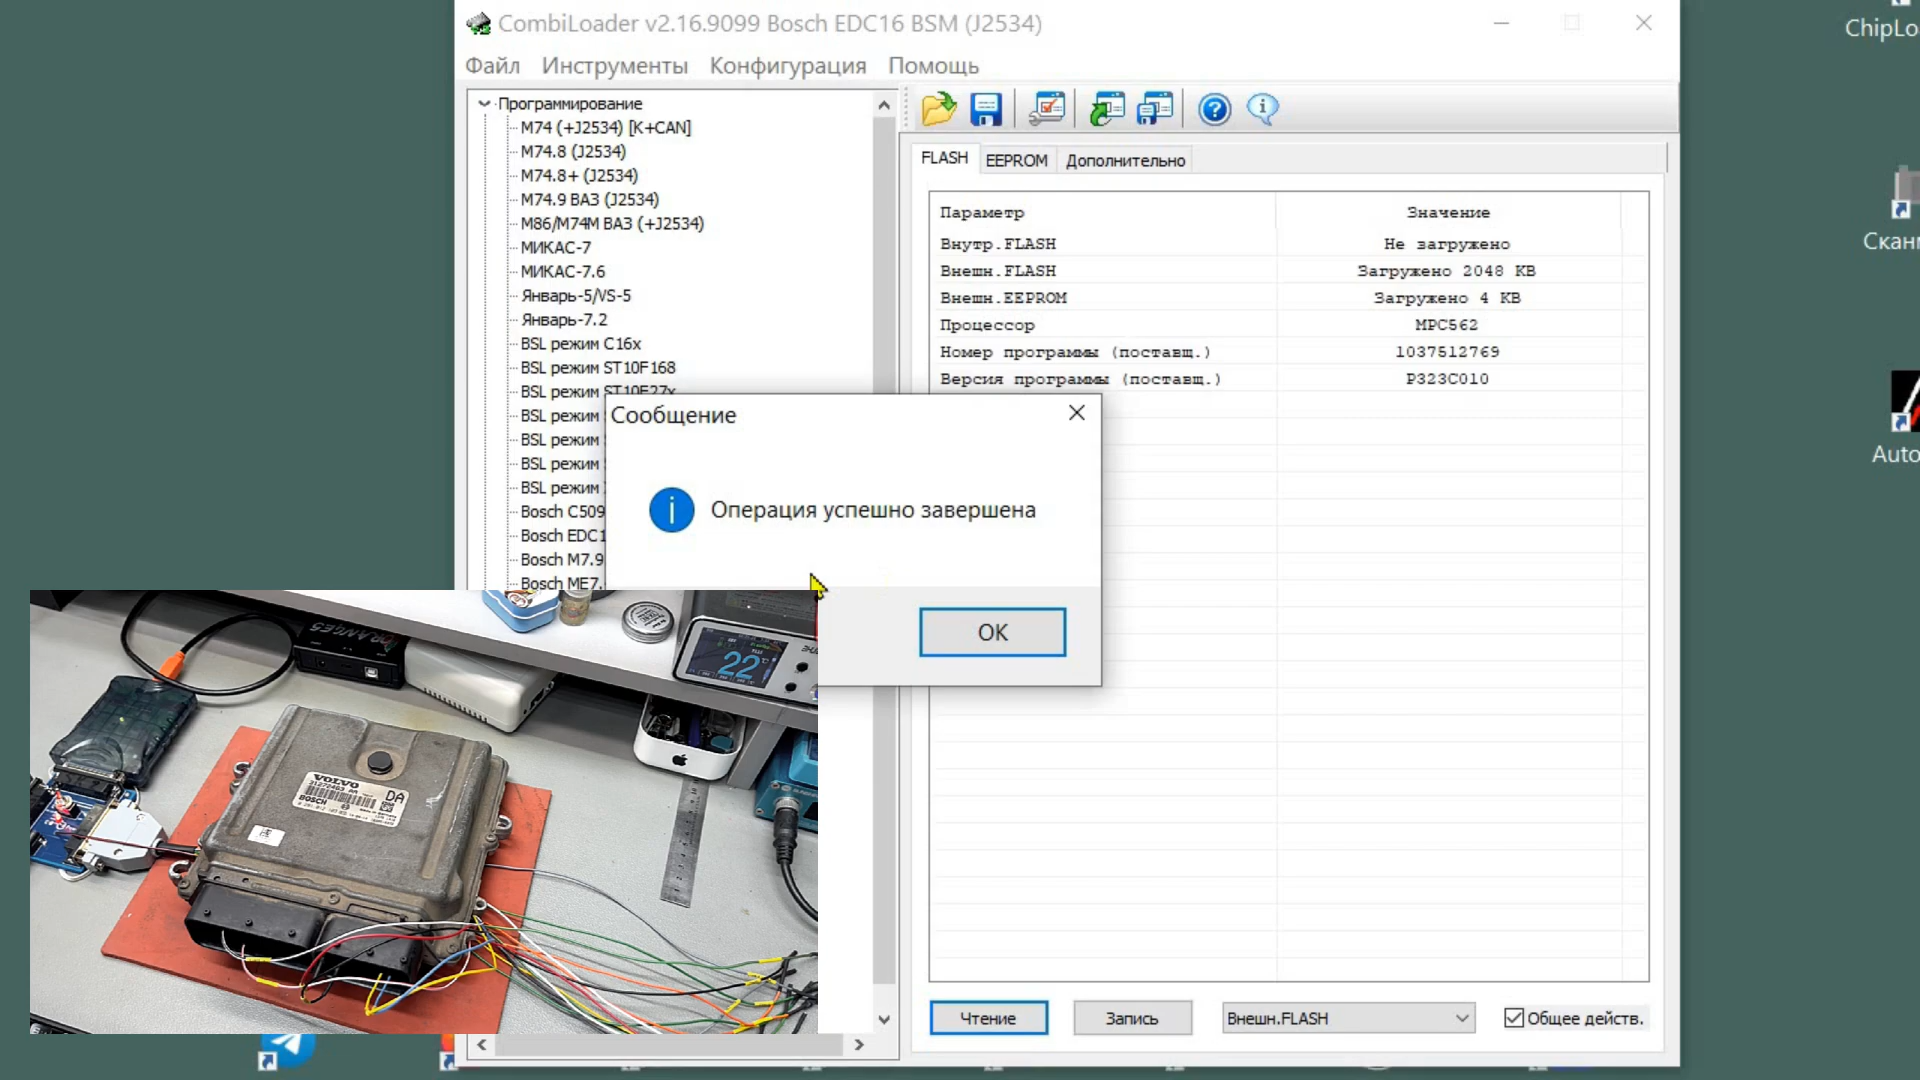 CombiLoader v2.16.9099 Bosch EDC16 BSM (J2534)
Файл Инструменты Конфигурация Помощь
Программирование
M74 (+J2534) [K+CAN]
M74.8 (J2534)
M74.8+ (J2534)
M74.9 ВАЗ (J2534)
M86/M74M ВАЗ (+J2534)
МИКАС-7
МИКАС-7.6
Январь-5/VS-5
Январь-7.2
BSL режим C16x
BSL режим ST10F168
BSL режим ST10F27x
BSL режим
BSL режим
BSL режим
BSL режим
Bosch C509
Bosch EDC1
Bosch M7.9
Bosch ME7.
FLASH EEPROM Дополнительно
Параметр Значение
Внутр.FLASH Не загружено
Внешн.FLASH Загружено 2048 KB
Внешн.EEPROM Загружено 4 KB
Процессор MPC562
Номер программы (поставщ.) 1037512769
Версия программы (поставщ.) P323C010
Сообщение
Операция успешно завершена
OK
Чтение Запись Внешн.FLASH Общее действ.
ChipLo
Скан
Auto
ORANGE5
22
VOLVO
BOSCH
DA